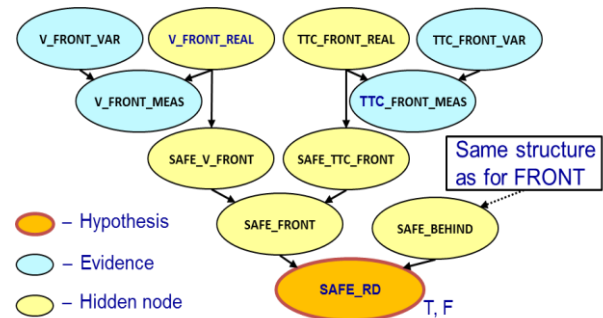 V_FRONT_VAR
V_FRONT_REAL
TTC_FRONT_REAL
TTC_FRONT_VAR
V_FRONT_MEAS
TTC_FRONT_MEAS
Same structure
as for FRONT
SAFE_V_FRONT
SAFE_TTC_FRONT
– Hypothesis
SAFE_FRONT
SAFE_BEHIND
– Evidence
SAFE_RD
– Hidden node
T, F